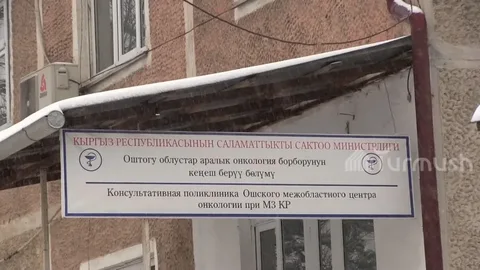 КЫРГЫЗ РЕСПУБЛИКАСЫНЫН САЛАМАТТЫКТЫ САКТОО МИНИСТРЛИГИ
Оштогу облустар аралык онкология борборунун
кеңеш берүү бөлүмү
Консультативная поликлиника Ошского межобластного центра
онкологии при МЗ КР
urmush